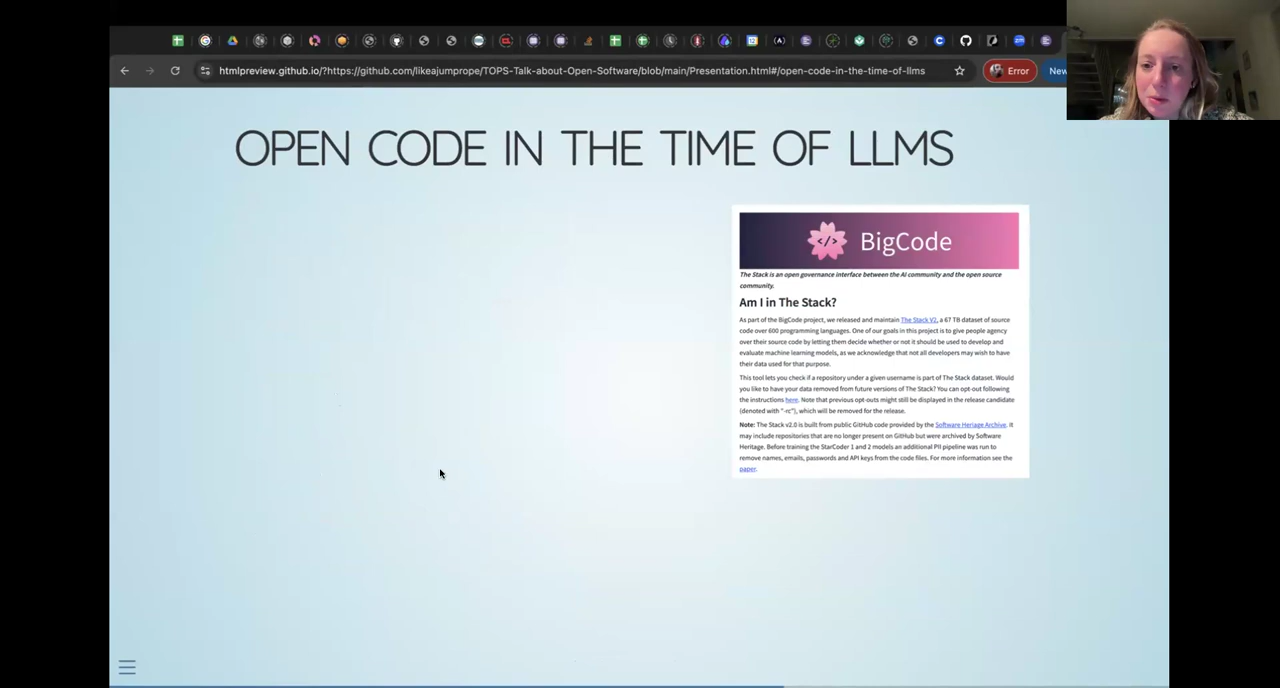 htmlpreview.github.io/?https://github.com/likeajumprope/TOPS-Talk-about-Open-Software/blob/main/Presentation.html#/open-code-in-the-time-of-llms
Error
New
OPEN CODE IN THE TIME OF LLMS
</> BigCode
The Stack is an open governance interface between the AI community and the open source
community.
Am I in The Stack?
As part of the BigCode project, we released and maintain The Stack V2, a 67 TB dataset of source
code over 600 programming languages. One of our goals in this project is to give people agency
over their source code by letting them decide whether or not it should be used to develop and
evaluate machine learning models, as we acknowledge that not all developers may wish to have
their data used for that purpose.
This tool lets you check if a repository under a given username is part of The Stack dataset. Would
you like to have your data removed from future versions of The Stack? You can opt-out following
the instructions here. Note that previous opt-outs might still be displayed in the release candidate
(denoted with "-rc"), which will be removed for the release.
Note: The Stack v2.0 is built from public GitHub code provided by the Software Heriage Archive. It
may include repositories that are no longer present on GitHub but were archived by Software
Heritage. Before training the StarCoder 1 and 2 models an additional PII pipeline was run to
remove names, emails, passwords and API keys from the code files. For more information see the
paper.